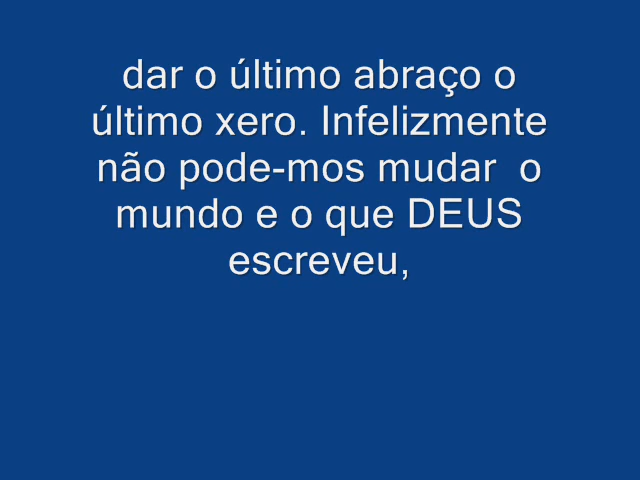 dar o último abraço o
último xero. Infelizmente
não pode-mos mudar  o
mundo e o que DEUS
escreveu,